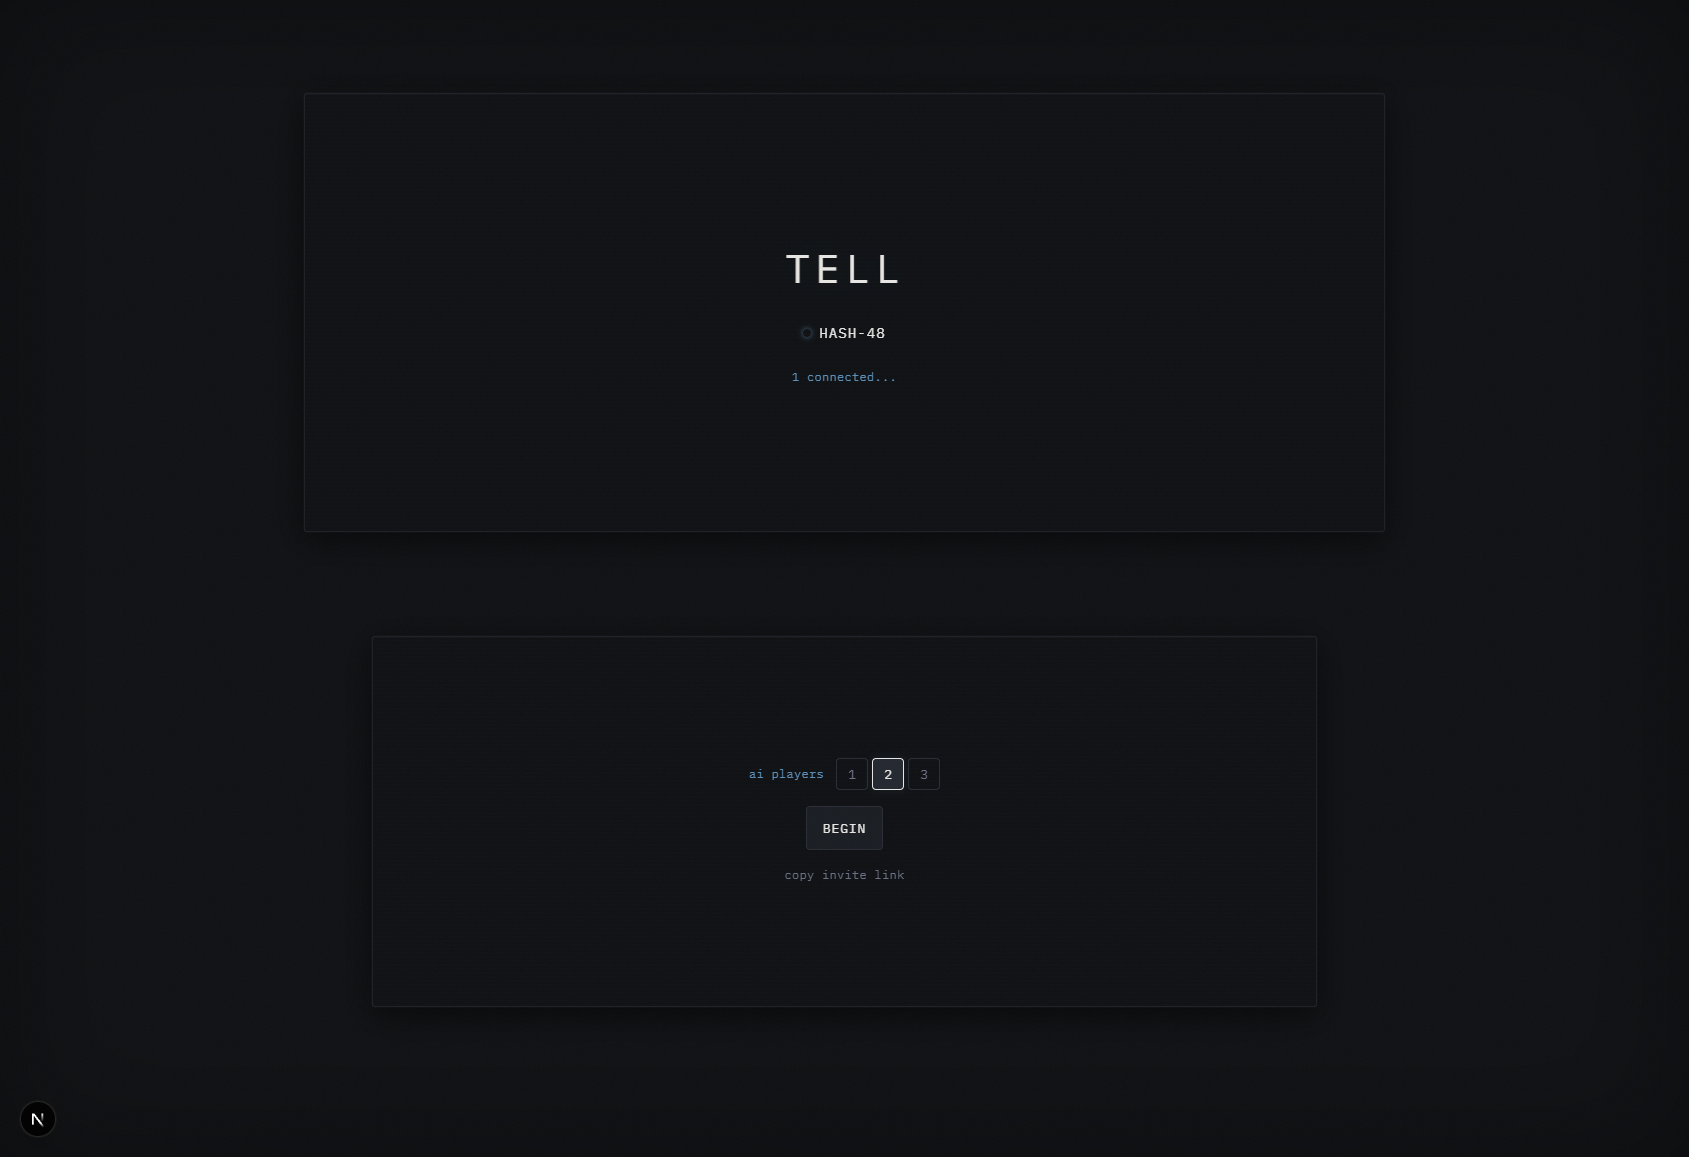 TELL
HASH-48
1 connected...
ai players 1 2 3
BEGIN
copy invite link
N